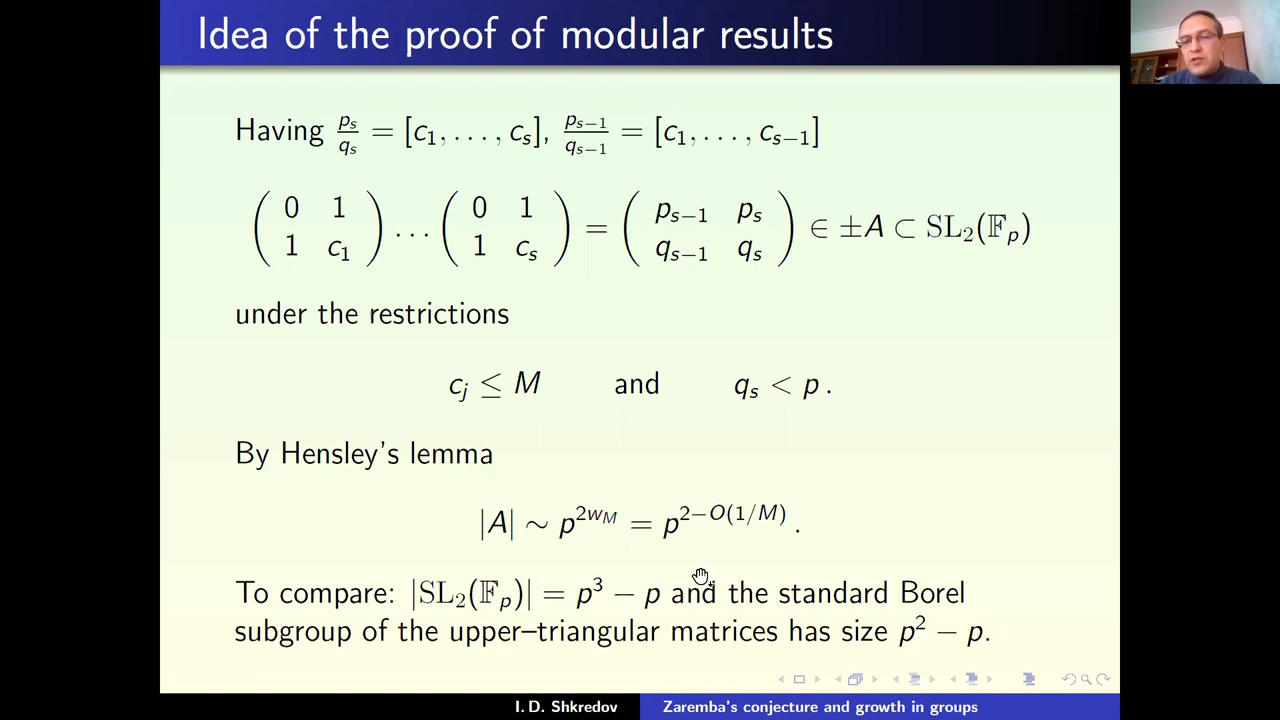 Idea of the proof of modular results
Having p_s/q_s = [c_1, . . . , c_s], p_{s−1}/q_{s−1} = [c_1, . . . , c_{s−1}]
( 0 1 ; 1 c_1 ) . . . ( 0 1 ; 1 c_s ) = ( p_{s−1} p_s ; q_{s−1} q_s ) ∈ ±A ⊂ SL_2(𝔽_p)
under the restrictions
c_j ≤ M and q_s < p .
By Hensley's lemma
|A| ∼ p^{2w_M} = p^{2−O(1/M)} .
To compare: |SL_2(𝔽_p)| = p^3 − p and the standard Borel
subgroup of the upper–triangular matrices has size p^2 − p.
I. D. Shkredov Zaremba's conjecture and growth in groups